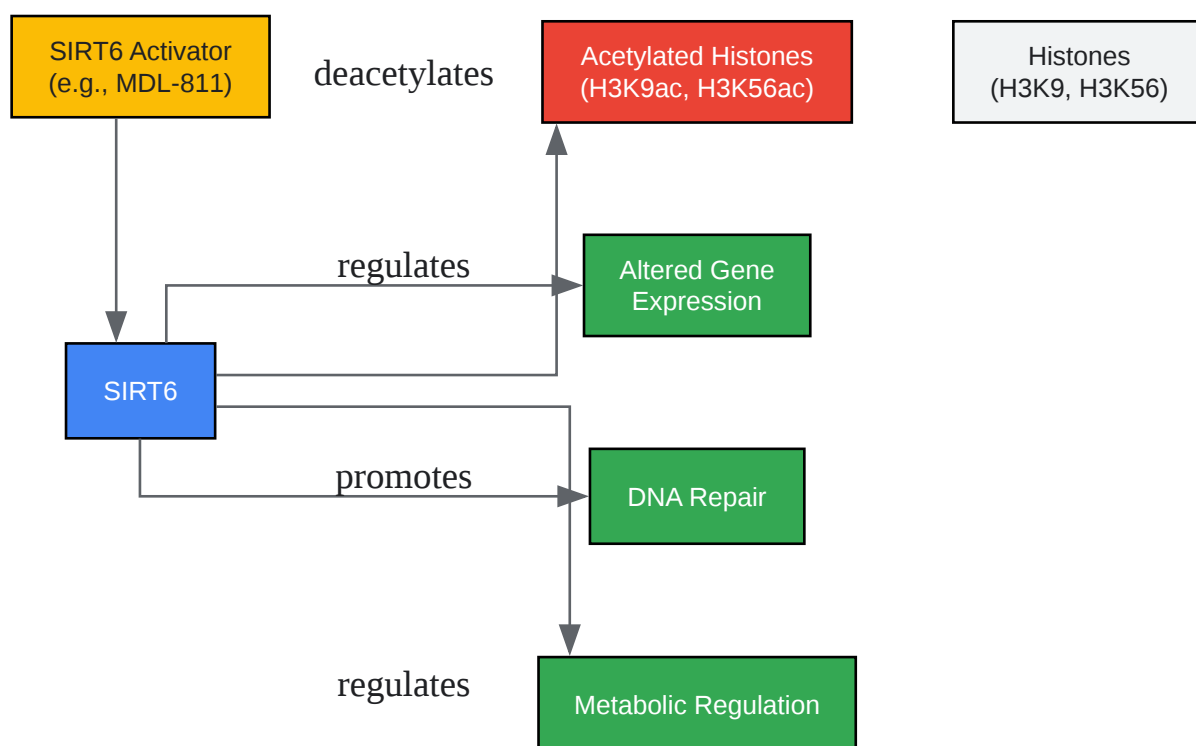 SIRT6 Activator
(e.g., MDL-811)
deacetylates
Acetylated Histones
(H3K9ac, H3K56ac)
Histones
(H3K9, H3K56)
regulates
Altered Gene
Expression
SIRT6
promotes
DNA Repair
regulates
Metabolic Regulation